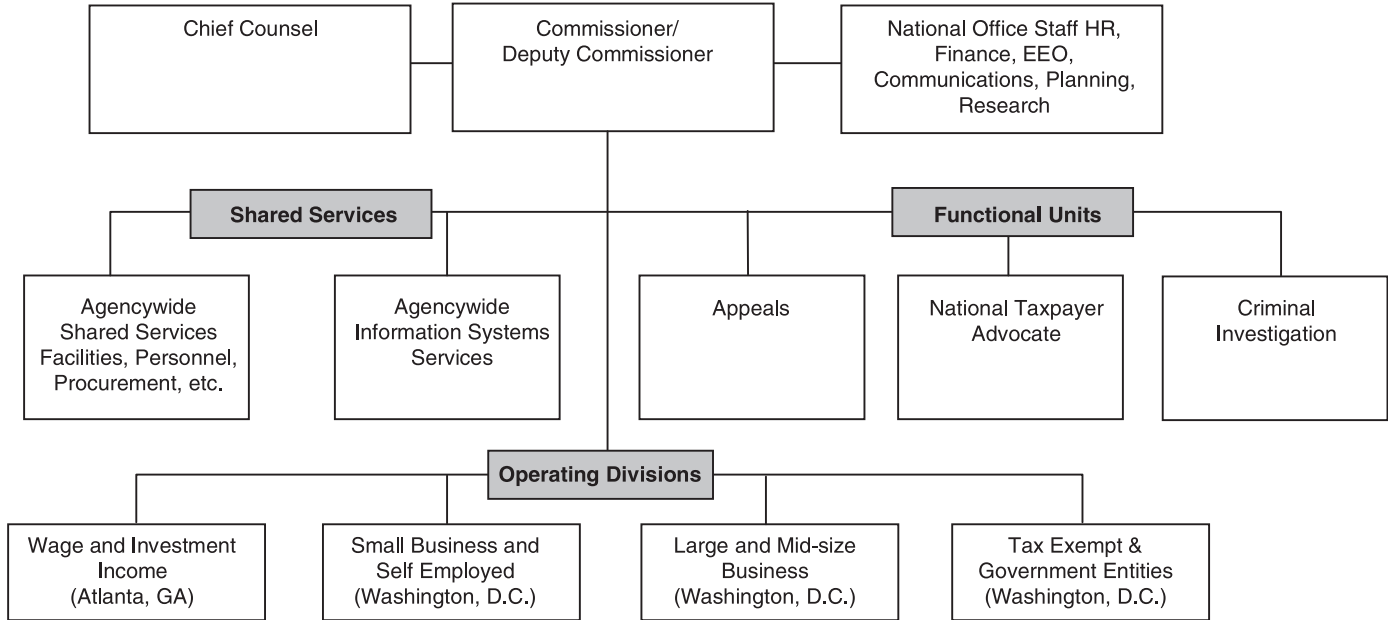 Chief Counsel
Commissioner/
Deputy Commissioner
National Office Staff HR,
Finance, EEO,
Communications, Planning,
Research
Shared Services
Functional Units
Agencywide
Shared Services
Facilities, Personnel,
Procurement, etc.
Agencywide
Information Systems
Services
Appeals
National Taxpayer
Advocate
Criminal
Investigation
Operating Divisions
Wage and Investment
Income
(Atlanta, GA)
Small Business and
Self Employed
(Washington, D.C.)
Large and Mid-size
Business
(Washington, D.C.)
Tax Exempt &
Government Entities
(Washington, D.C.)